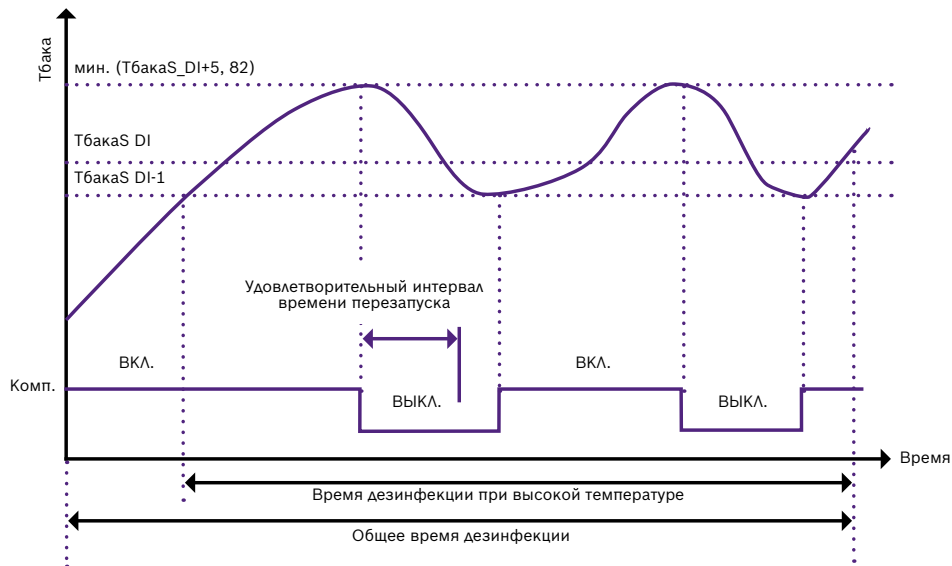 Тбака
мин. (ТбакаS_DI+5, 82)
ТбакаS DI
ТбакаS DI-1
Удовлетворительный интервал
времени перезапуска
ВКЛ.
ВКЛ.
Комп.
ВЫКЛ.
ВЫКЛ.
Время
Время дезинфекции при высокой температуре
Общее время дезинфекции